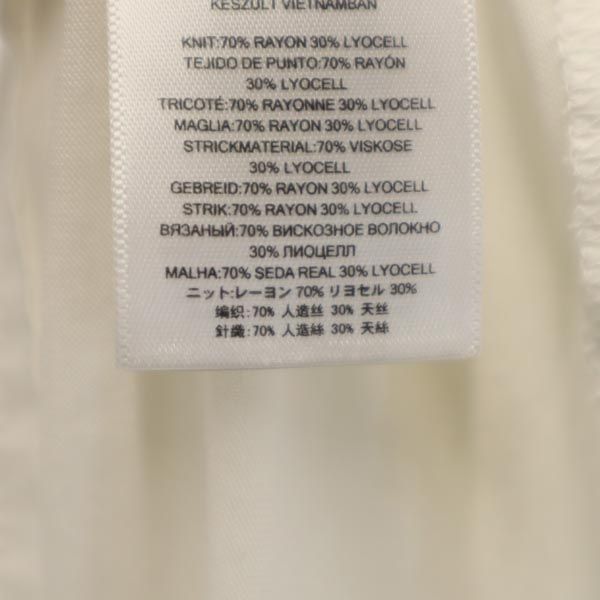 KÉSZÜLT VIETNÁMBAN
KNIT:70% RAYON 30% LYOCELL
TEJIDO DE PUNTO:70% RAYÓN
30% LYOCELL
TRICOTÉ:70% RAYONNE 30% LYOCELL
MAGLIA:70% RAYON 30% LYOCELL
STRICKMATERIAL:70% VISKOSE
30% LYOCELL
GEBREID:70% RAYON 30% LYOCELL
STRIK:70% RAYON 30% LYOCELL
ВЯЗАНЫЙ:70% ВИСКОЗНОЕ ВОЛОКНО
30% ЛИОЦЕЛЛ
MALHA:70% SEDA REAL 30% LYOCELL
ニット:レーヨン 70% リヨセル 30%
编织:70% 人造丝 30% 天丝
針織:70% 人造絲 30% 天絲